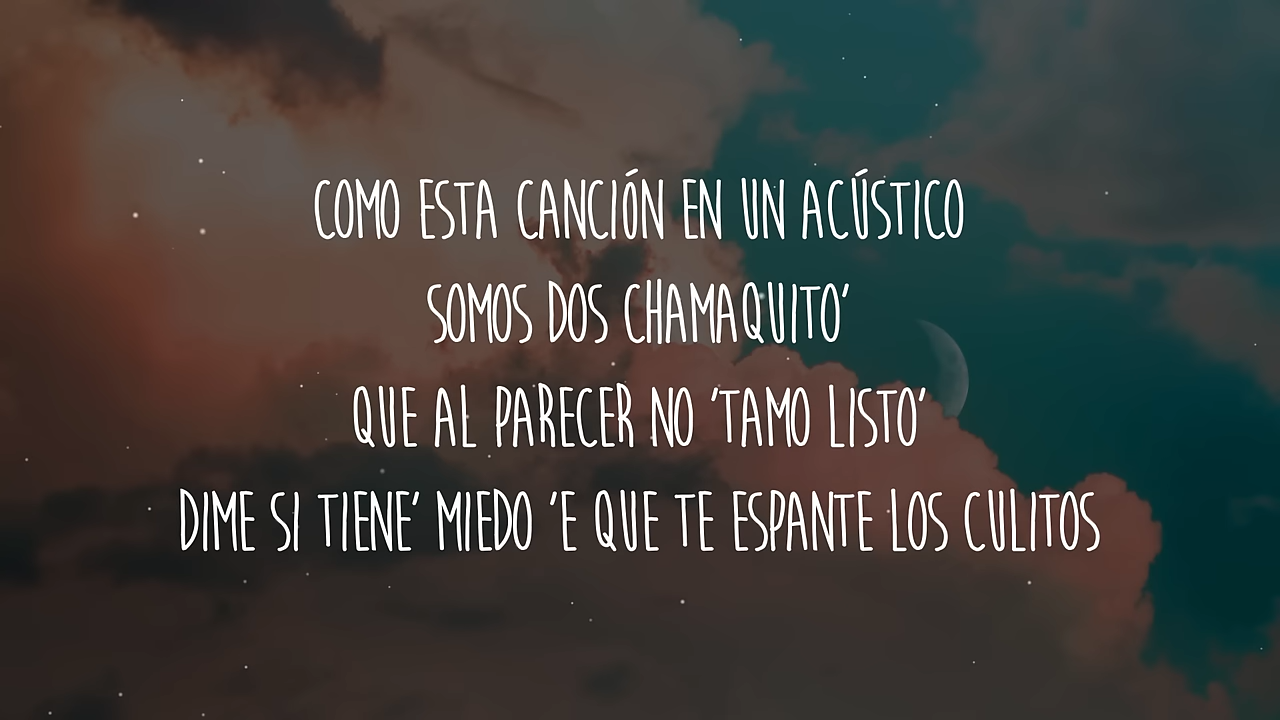 COMO ESTA CANCIÓN EN UN ACÚSTICO
SOMOS DOS CHAMAQUITO'
QUE AL PARECER NO 'TAMO LISTO'
DIME SI TIENE' MIEDO 'E QUE TE ESPANTE LOS CULITOS